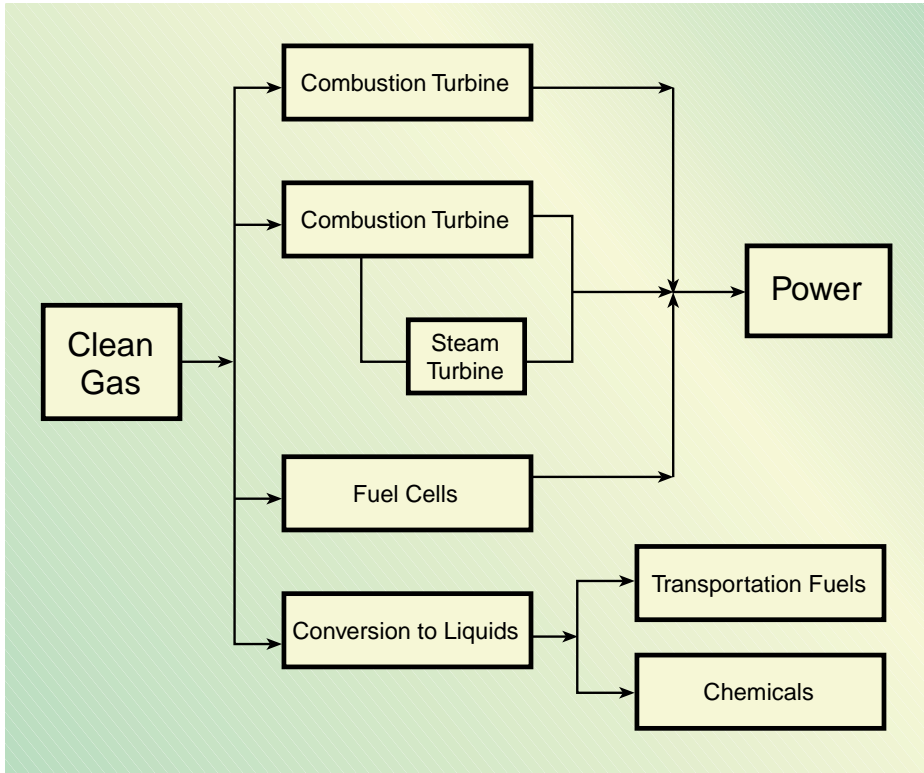 Combustion Turbine
Combustion Turbine
Power
Clean
Gas
Steam
Turbine
Fuel Cells
Transportation Fuels
Conversion to Liquids
Chemicals